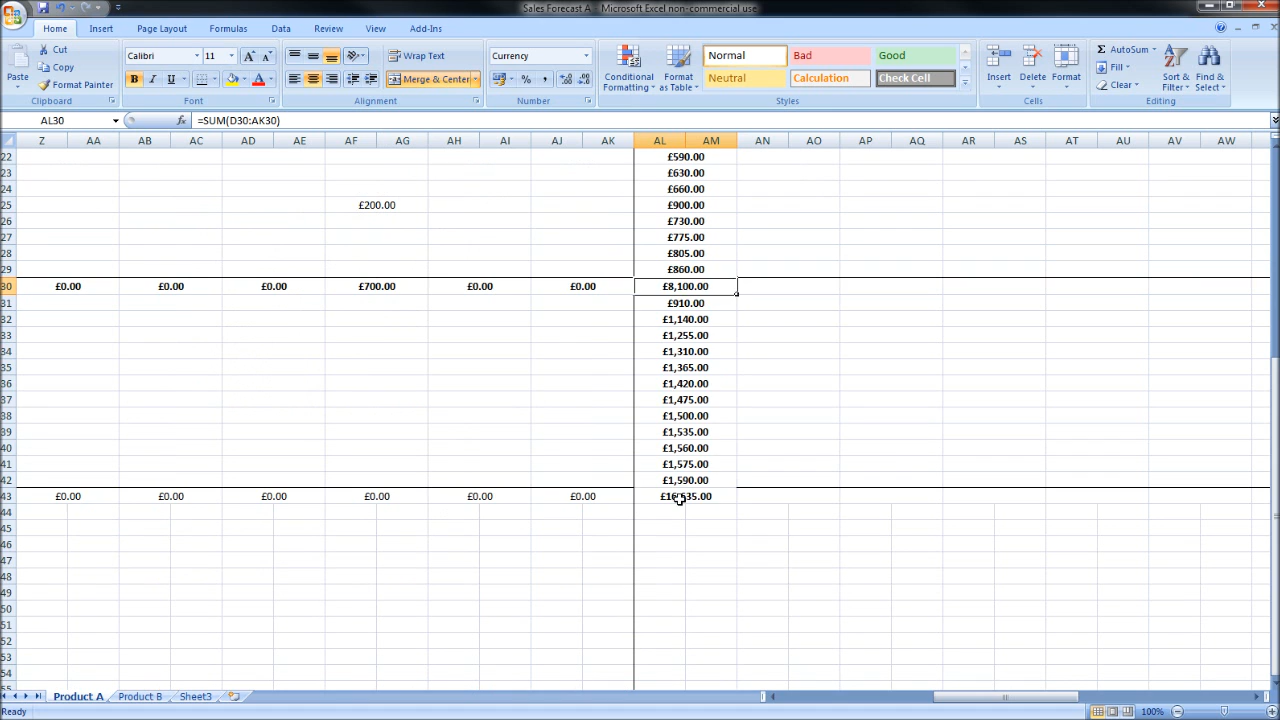 Sales Forecast A - Microsoft Excel non-commercial use
Home Insert Page Layout Formulas Data Review View Add-Ins
Paste
Cut
Copy
Format Painter
Clipboard
Calibri 11
B I U
Font
Wrap Text
Merge & Center
Alignment
Currency
%
Number
Conditional Formatting
Format as Table
Normal Bad Good
Neutral Calculation Check Cell
Styles
Insert Delete Format
Cells
AutoSum
Fill
Clear
Sort & Filter
Find & Select
Editing
AL30 fx =SUM(D30:AK30)
Z AA AB AC AD AE AF AG AH AI AJ AK AL AM AN AO AP AQ AR AS AT AU AV AW
22 £590.00
23 £630.00
24 £660.00
25 £200.00 £900.00
26 £730.00
27 £775.00
28 £805.00
29 £860.00
30 £0.00 £0.00 £0.00 £700.00 £0.00 £0.00 £8,100.00
31 £910.00
32 £1,140.00
33 £1,255.00
34 £1,310.00
35 £1,365.00
36 £1,420.00
37 £1,475.00
38 £1,500.00
39 £1,535.00
40 £1,560.00
41 £1,575.00
42 £1,590.00
43 £0.00 £0.00 £0.00 £0.00 £0.00 £0.00
44
45
46
47
48
49
50
51
52
53
54
55
Product A Product B Sheet3
Ready 100%